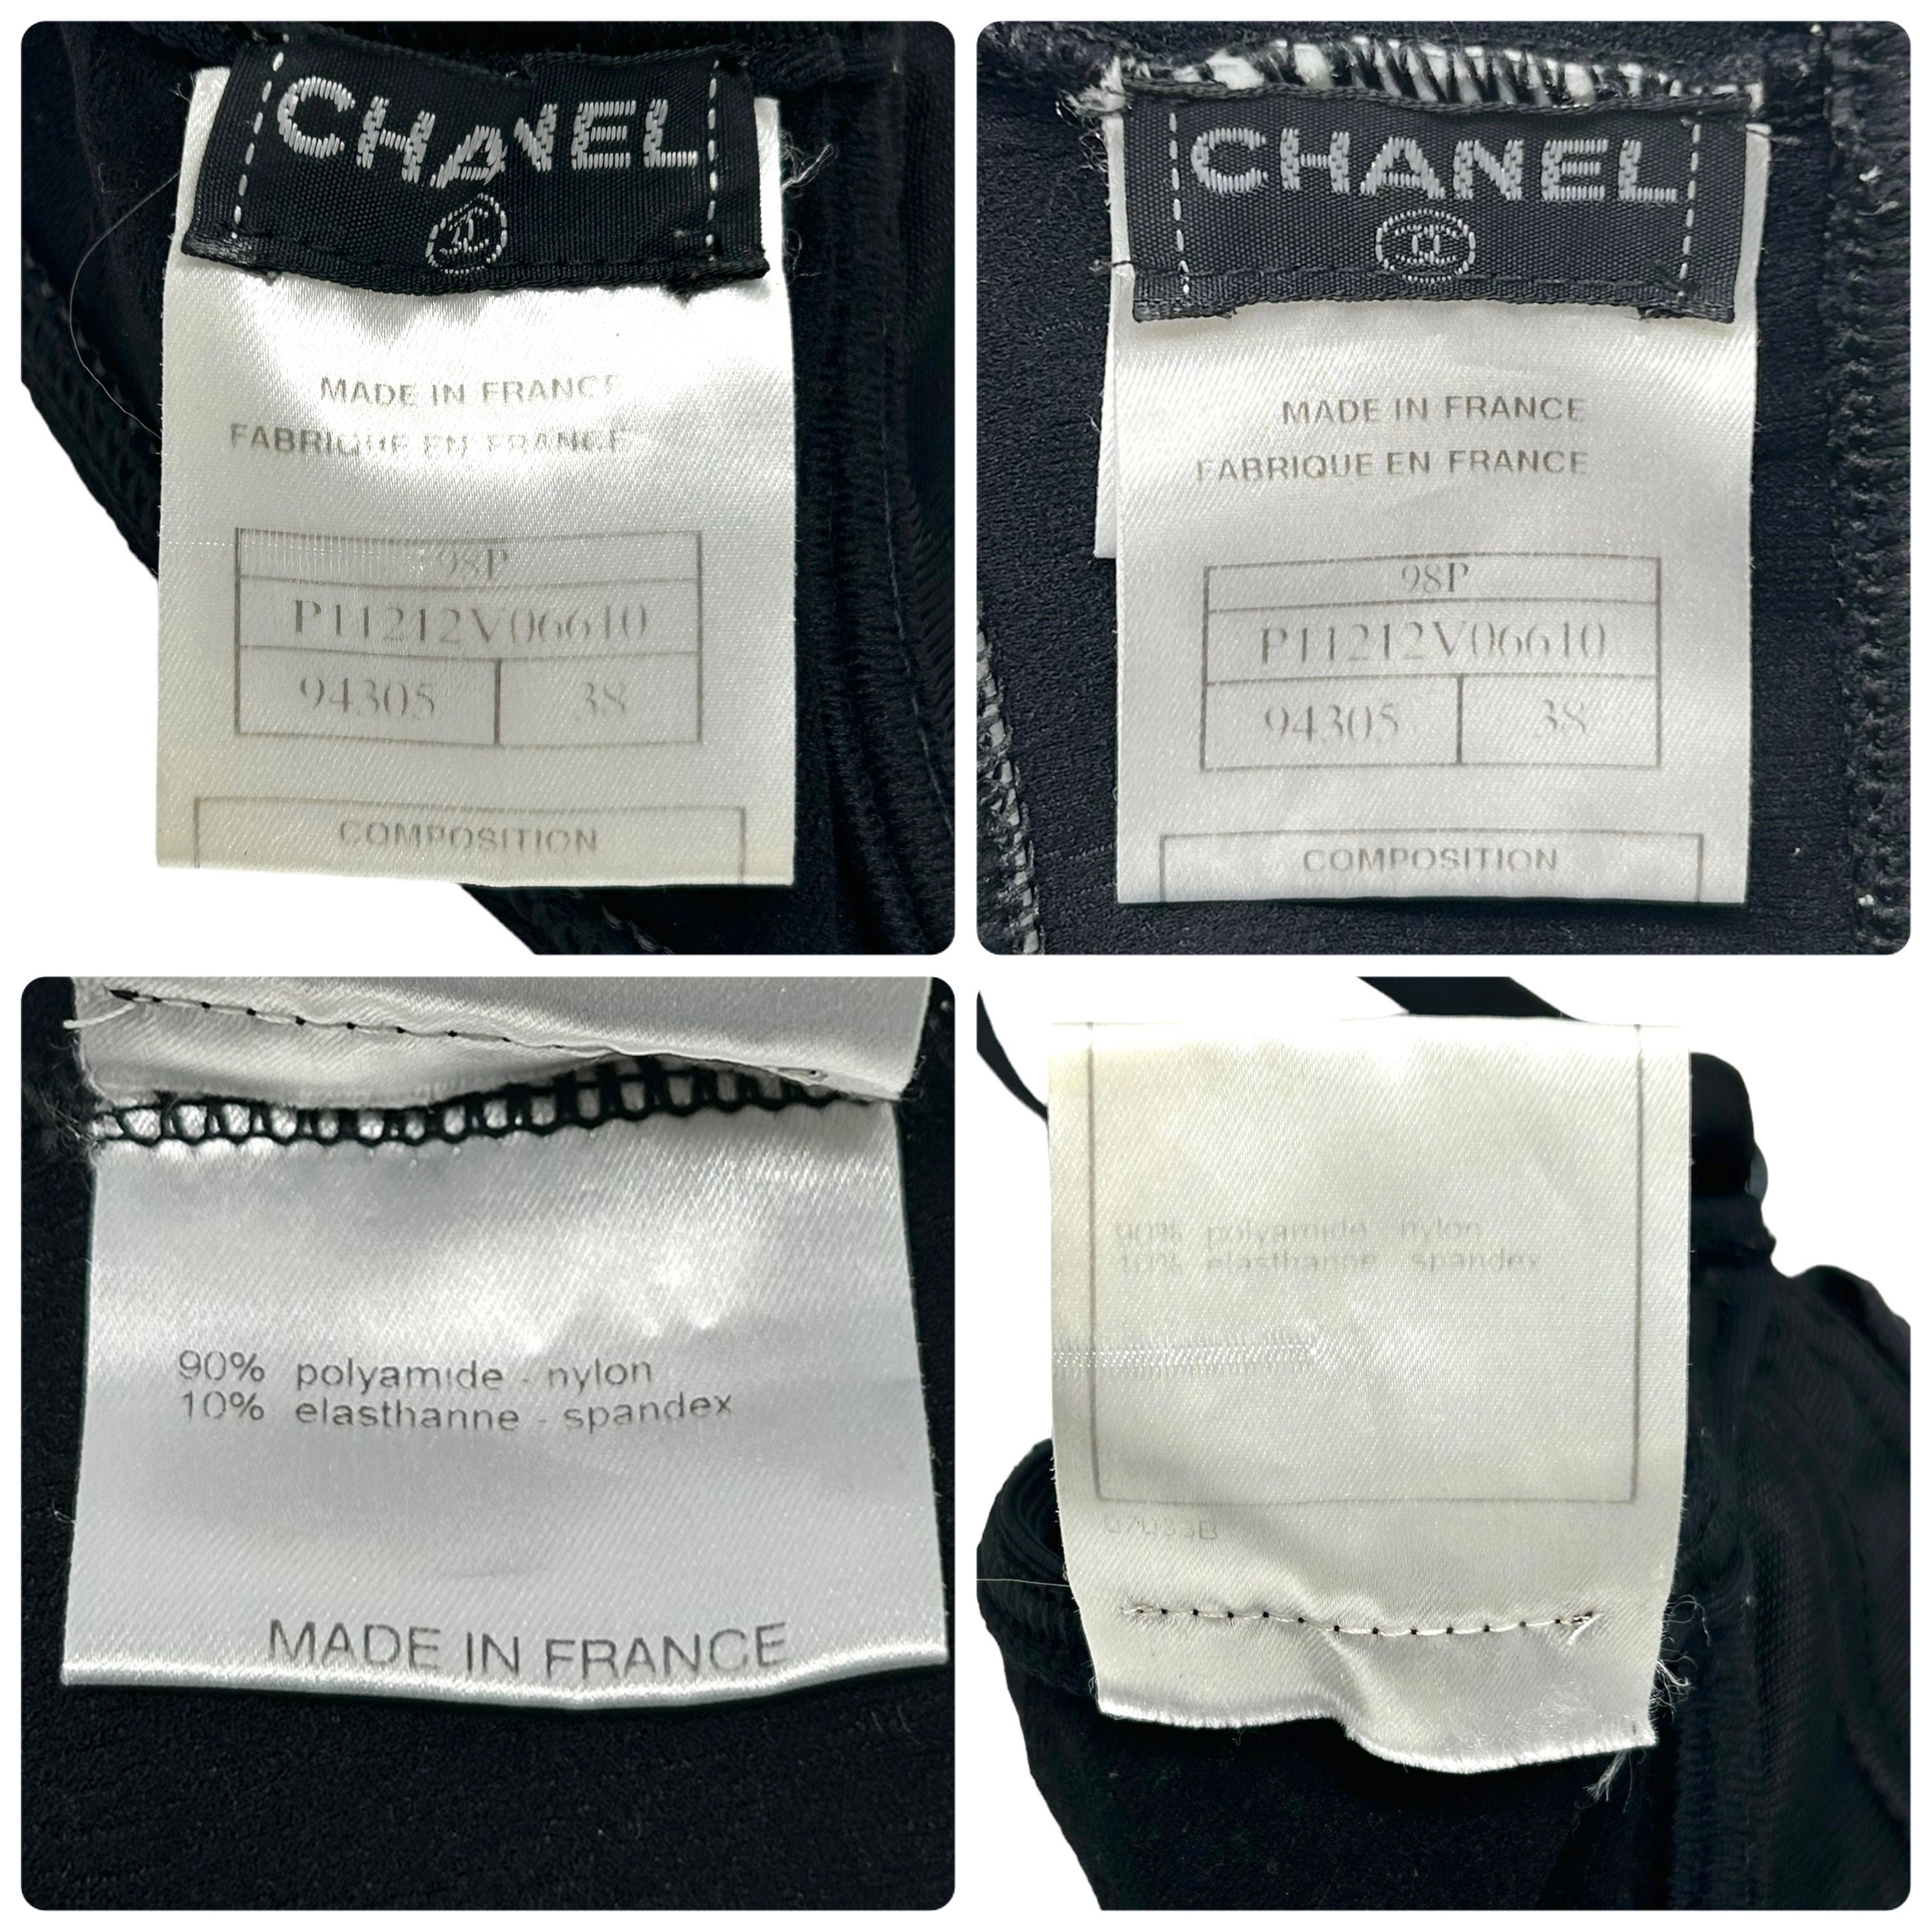 CHANEL
MADE IN FRANCE
FABRIQUE EN FRANCE
98P
P11212V06610
94305
38
COMPOSITION
CHANEL
MADE IN FRANCE
FABRIQUE EN FRANCE
98P
P11212V06610
94305
38
COMPOSITION
90% polyamide - nylon
10% elasthanne - spandex
MADE IN FRANCE
90% polyamide - nylon
10% elasthanne - spandex